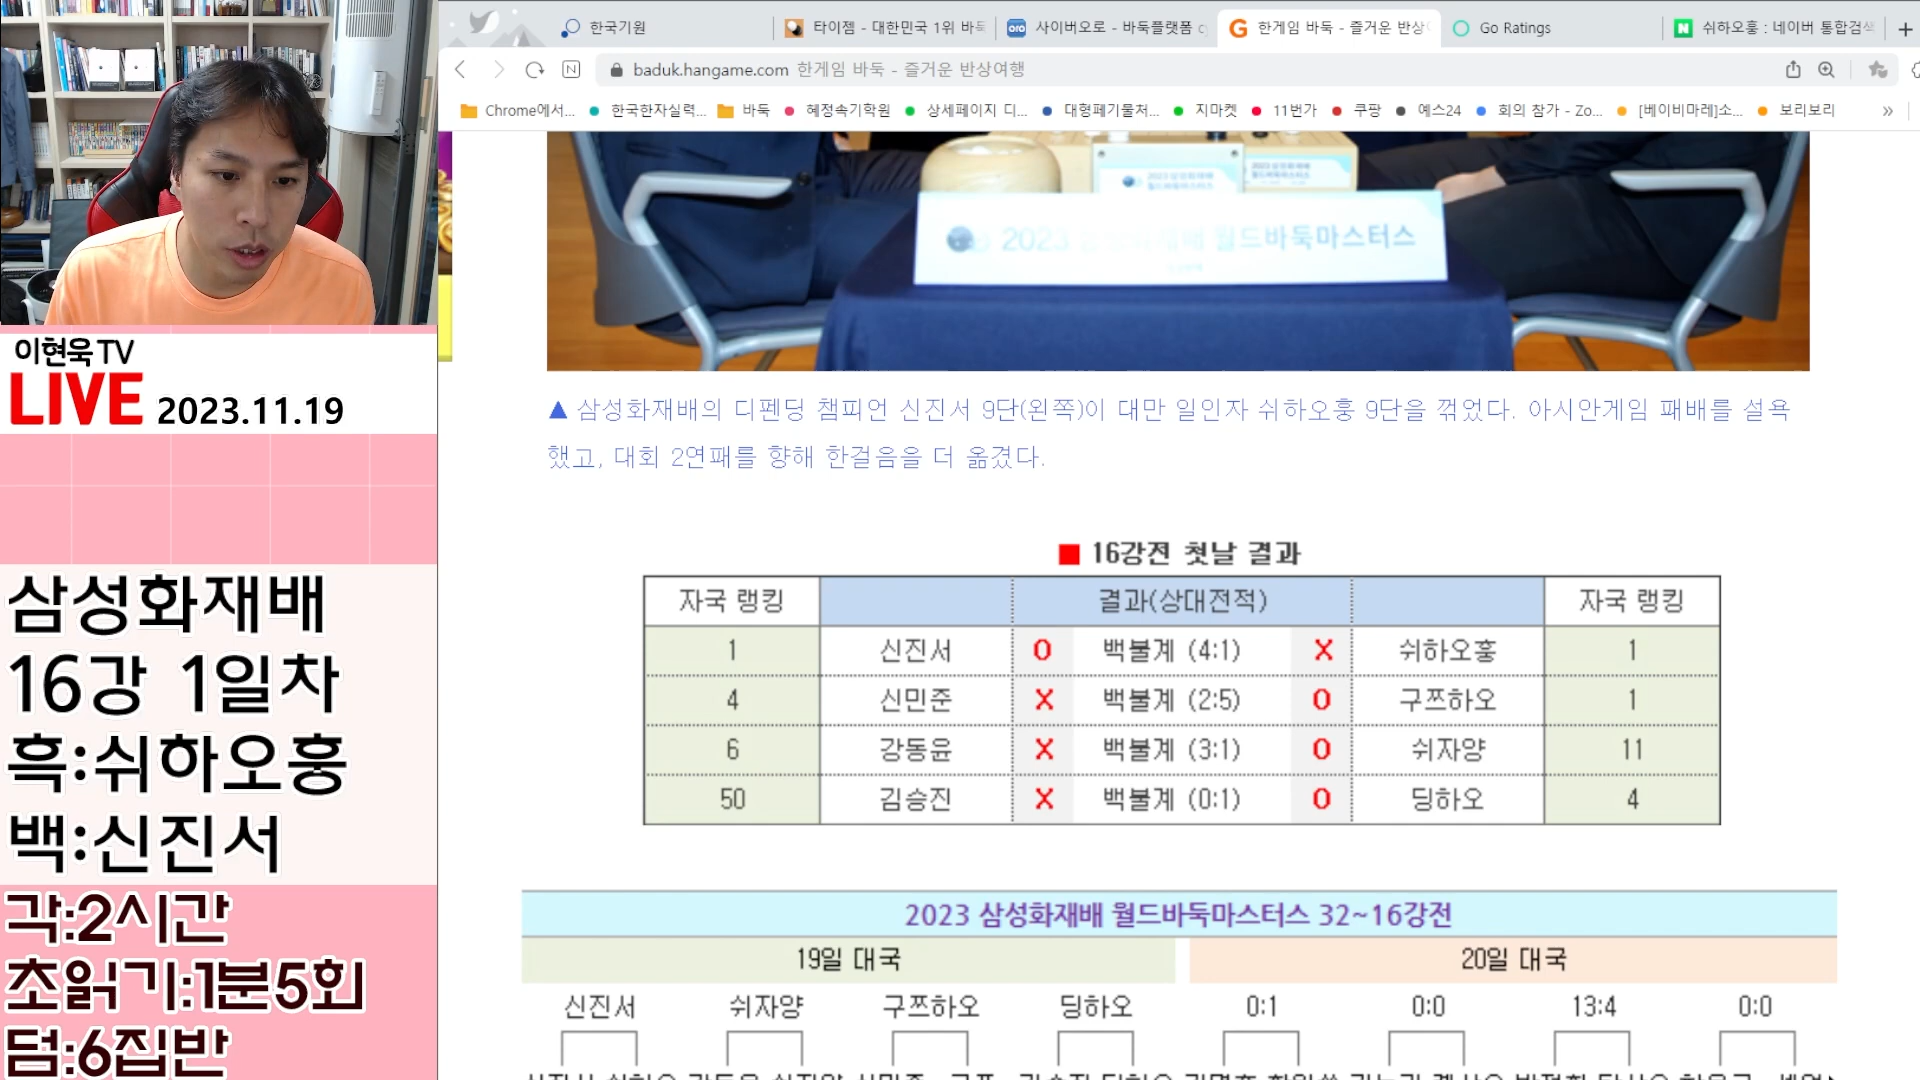 한국기원
타이젬 - 대한민국 1위 바둑
사이버오로 - 바둑플랫폼 c
한게임 바둑 - 즐거운 반상여
Go Ratings
쉬하오훙 : 네이버 통합검색
baduk.hangame.com 한게임 바둑 - 즐거운 반상여행
Chrome에서... 한국한자실력... 바둑 혜정속기학원 상세페이지 디... 대형폐기물처... 지마켓 11번가 쿠팡 예스24 회의 참가 - Zo... [베이비마레]소... 보리보리
2023 월드바둑마스터스
▲ 삼성화재배의 디펜딩 챔피언 신진서 9단(왼쪽)이 대만 일인자 쉬하오훙 9단을 꺾었다. 아시안게임 패배를 설욕
했고, 대회 2연패를 향해 한걸음을 더 옮겼다.
■ 16강전 첫날 결과
자국 랭킹 결과(상대전적) 자국 랭킹
1 신진서 O 백불계 (4:1) X 쉬하오훙 1
4 신민준 X 백불계 (2:5) O 구쯔하오 1
6 강동윤 X 백불계 (3:1) O 쉬자양 11
50 김승진 X 백불계 (0:1) O 딩하오 4
2023 삼성화재배 월드바둑마스터스 32~16강전
19일 대국 20일 대국
신진서 쉬자양 구쯔하오 딩하오 0:1 0:0 13:4 0:0
이현욱TV
LIVE 2023.11.19
삼성화재배
16강 1일차
흑:쉬하오훙
백:신진서
각:2시간
초읽기:1분5회
덤:6집반